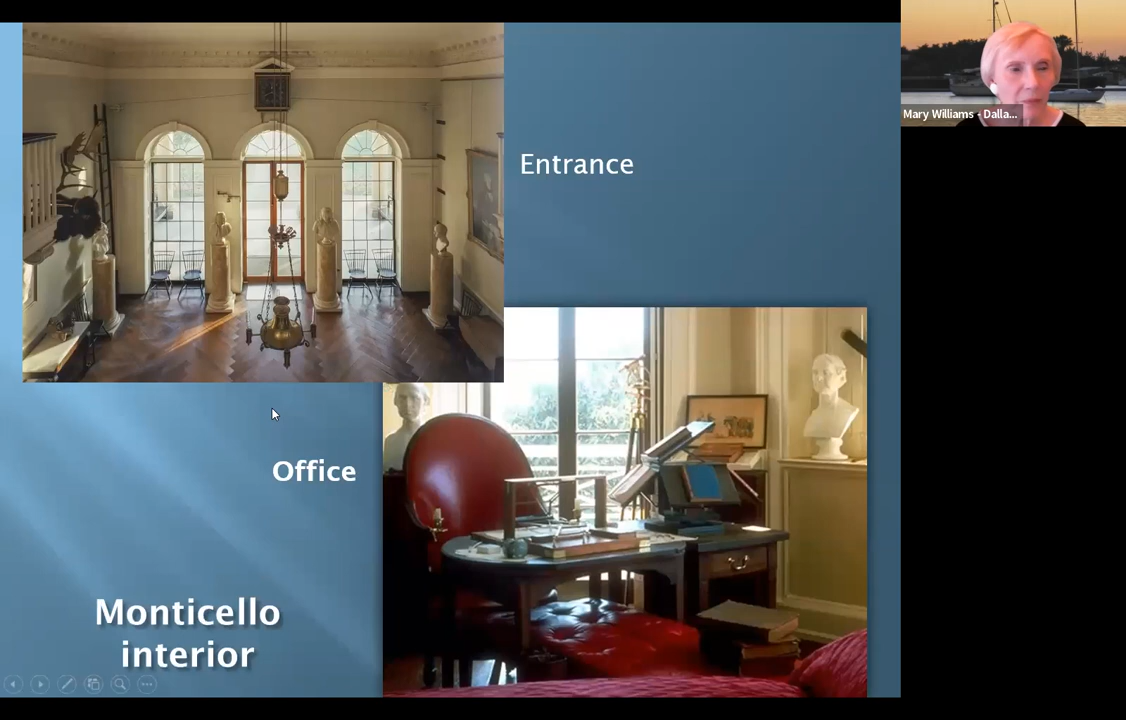 Mary Williams - Dalla...
Entrance
Office
Monticello
interior